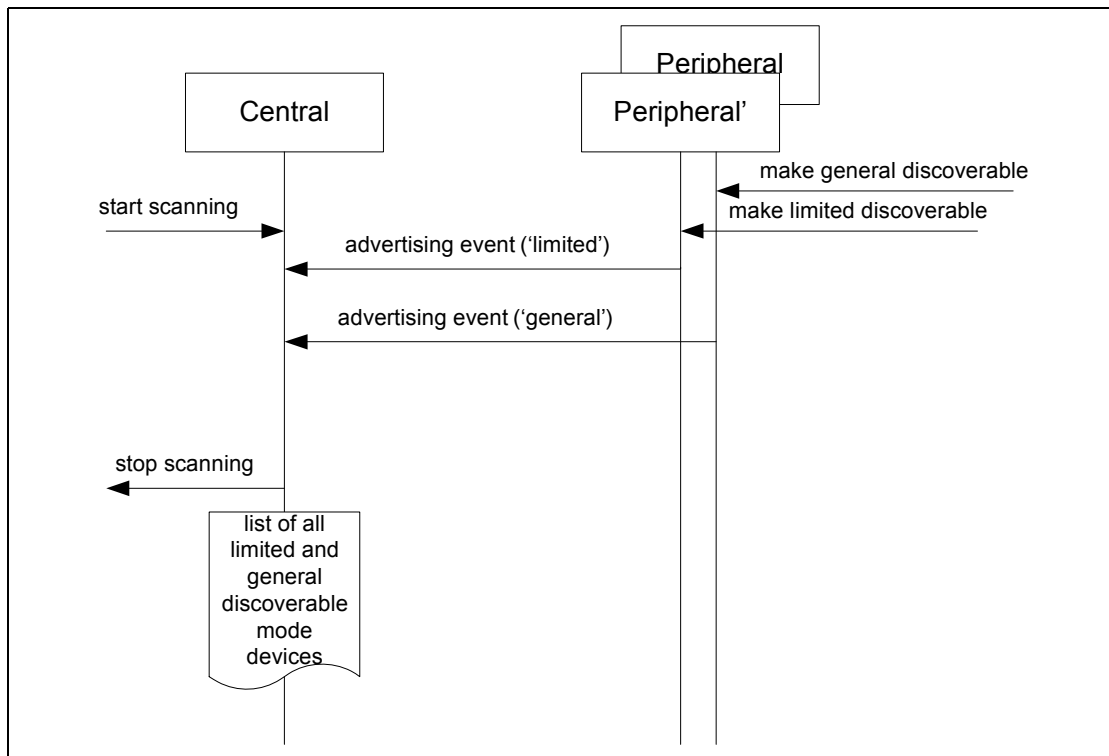 Peripheral
Central
Peripheral’
make general discoverable
start scanning
make limited discoverable
advertising event (‘limited’)
advertising event (‘general’)
stop scanning
list of all
limited and
general
discoverable
mode
devices